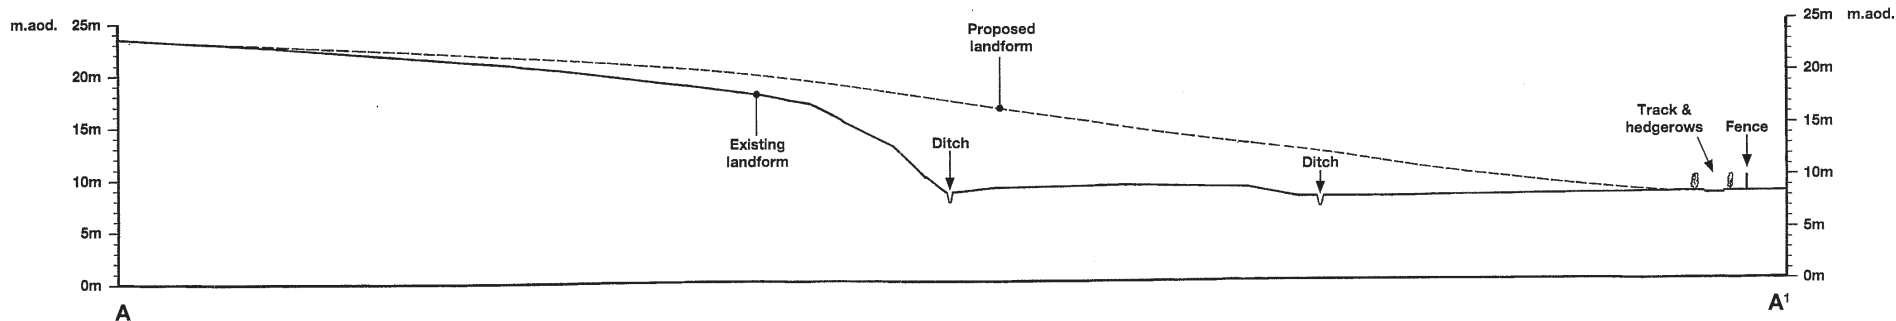 m.aod.
25m
20m
15m
10m
5m
0m
A
Existing
landform
Proposed
landform
Ditch
Ditch
Track &
hedgerows
Fence
25m
m.aod.
20m
15m
10m
5m
0m
A¹